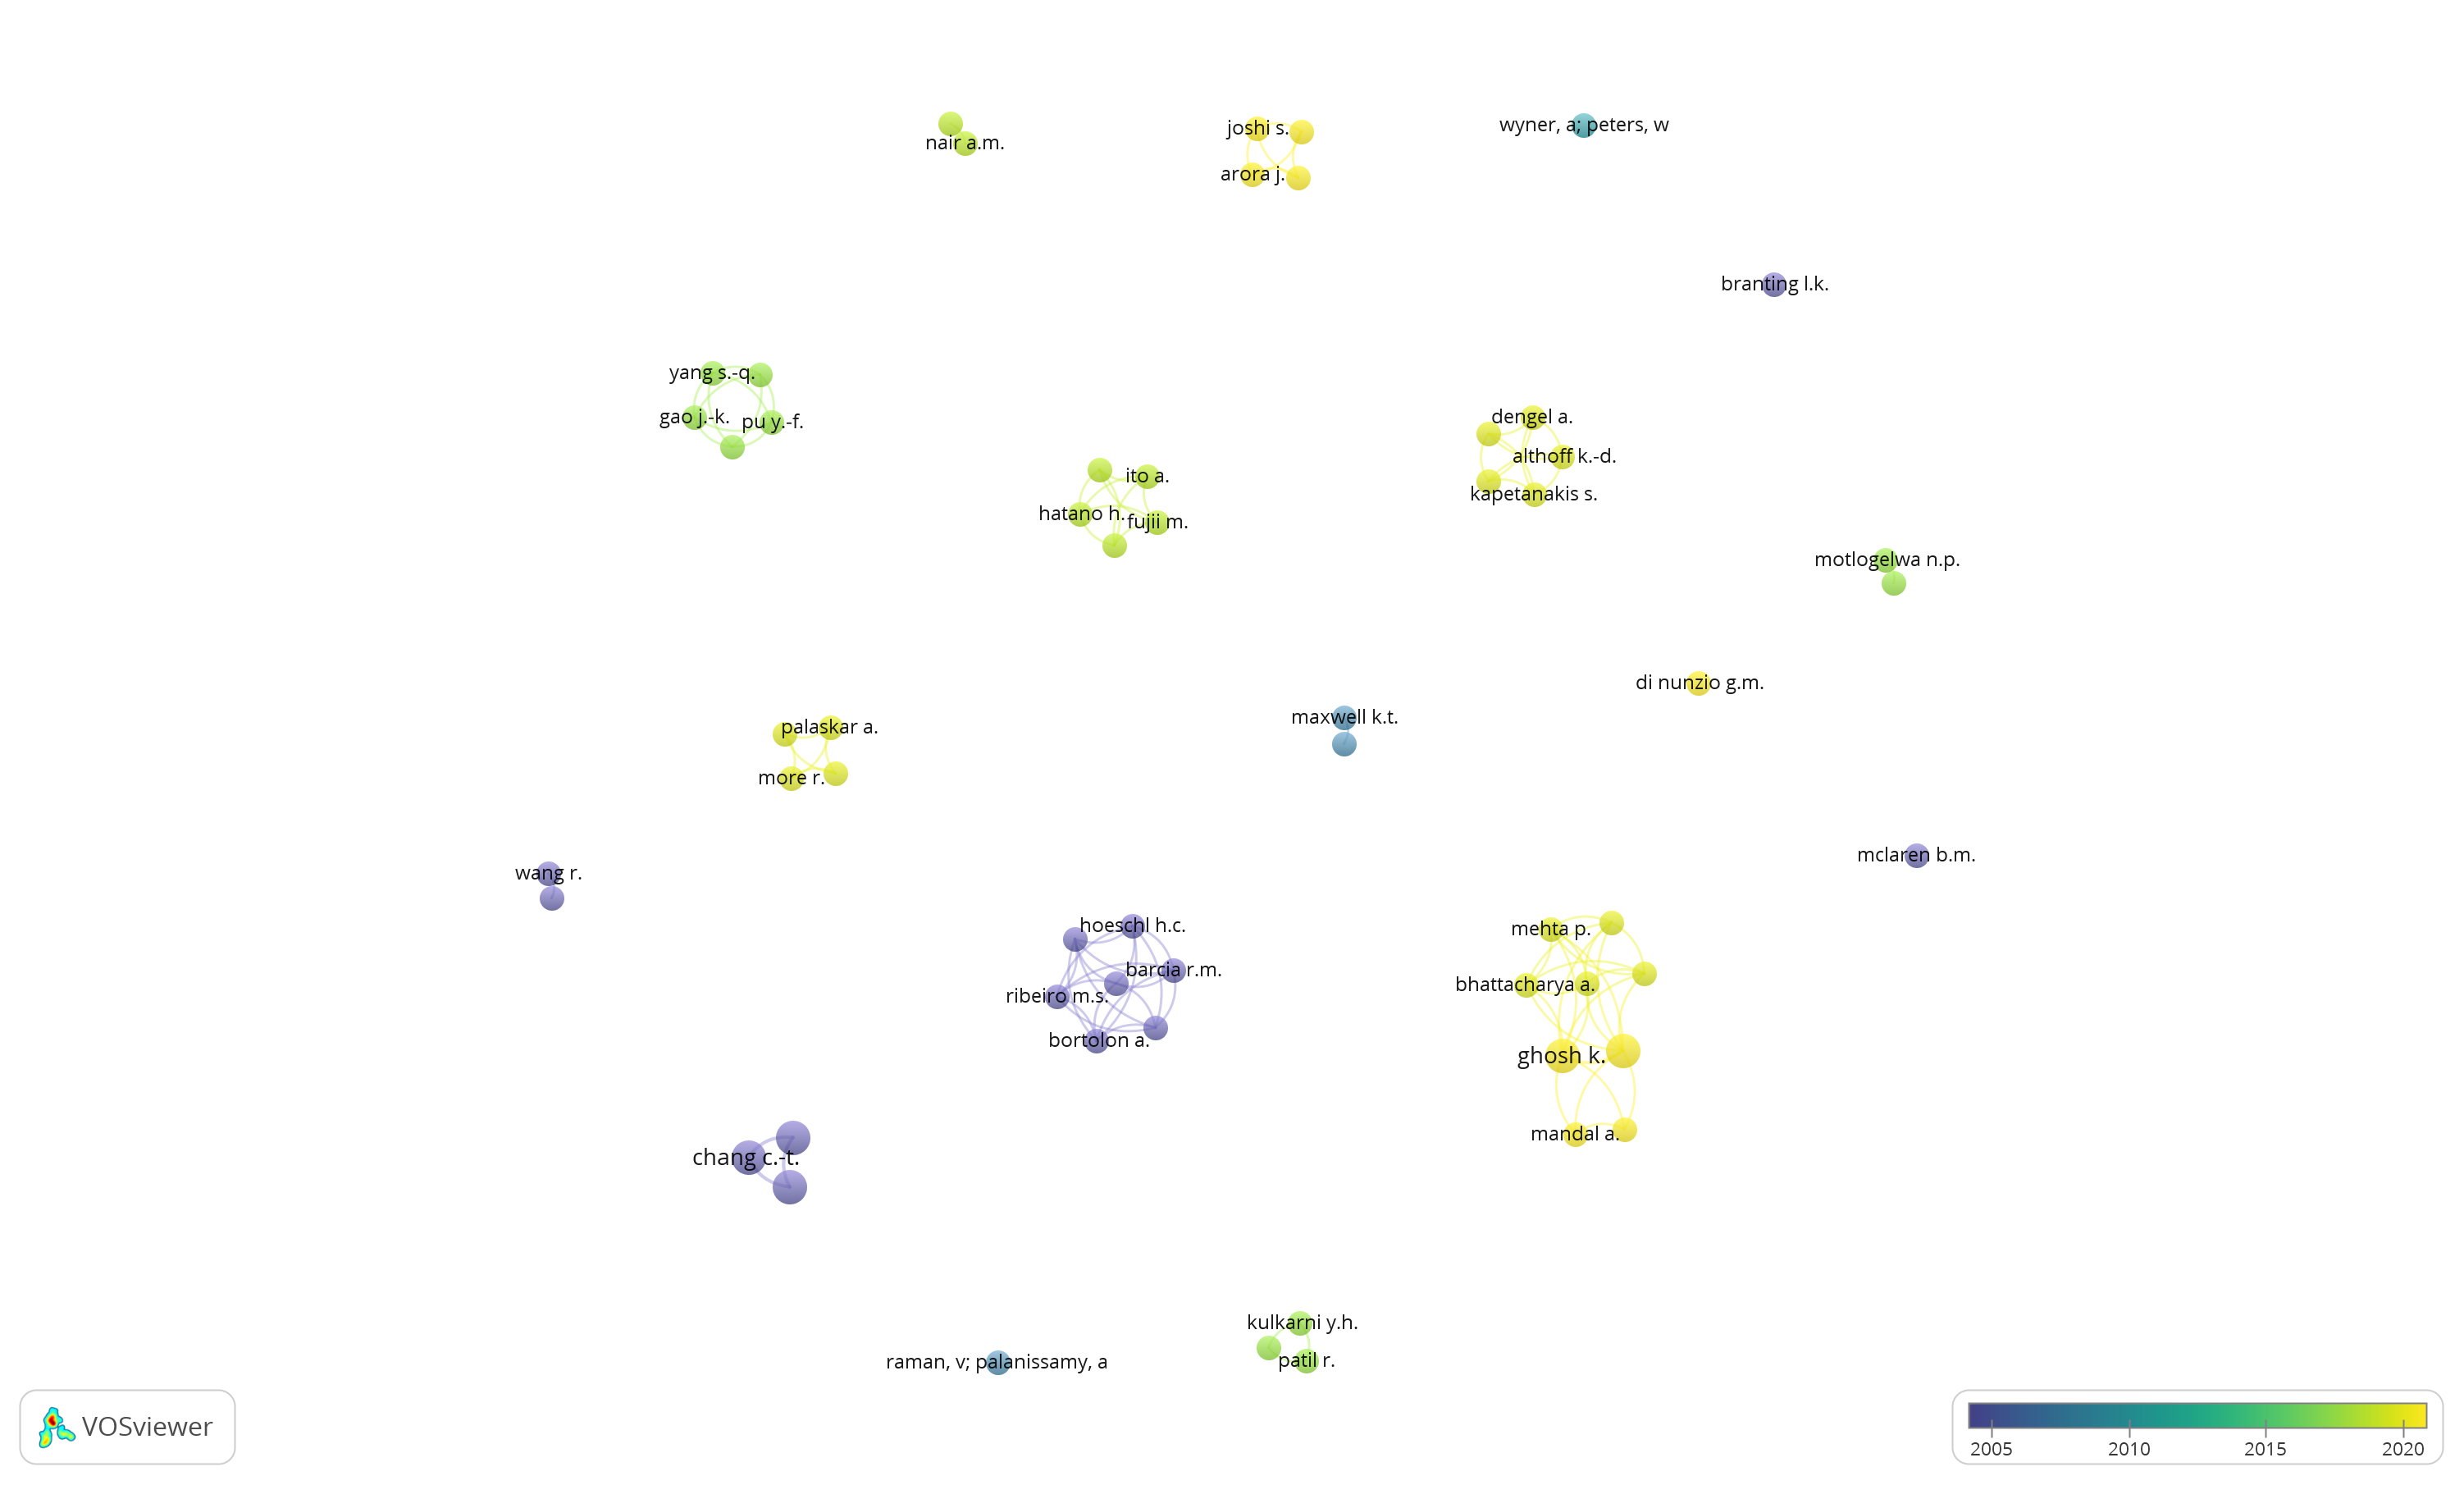 wyner, a; peters, w
joshi s.
nair a.m.
arora j.
branting l.k.
yang s.-q.
gao j.-k.
pu y.-f.
dengel a.
althoff k.-d.
kapetanakis s.
ito a.
hatano h.
fujii m.
motlogelwa n.p.
di nunzio g.m.
maxwell k.t.
palaskar a.
more r.
mclaren b.m.
wang r.
hoeschl h.c.
barcia r.m.
ribeiro m.s.
bortolon a.
mehta p.
bhattacharya a.
ghosh k.
mandal a.
chang c.-t.
kulkarni y.h.
patil r.
raman, v; palanissamy, a
VOSviewer
2005 2010 2015 2020